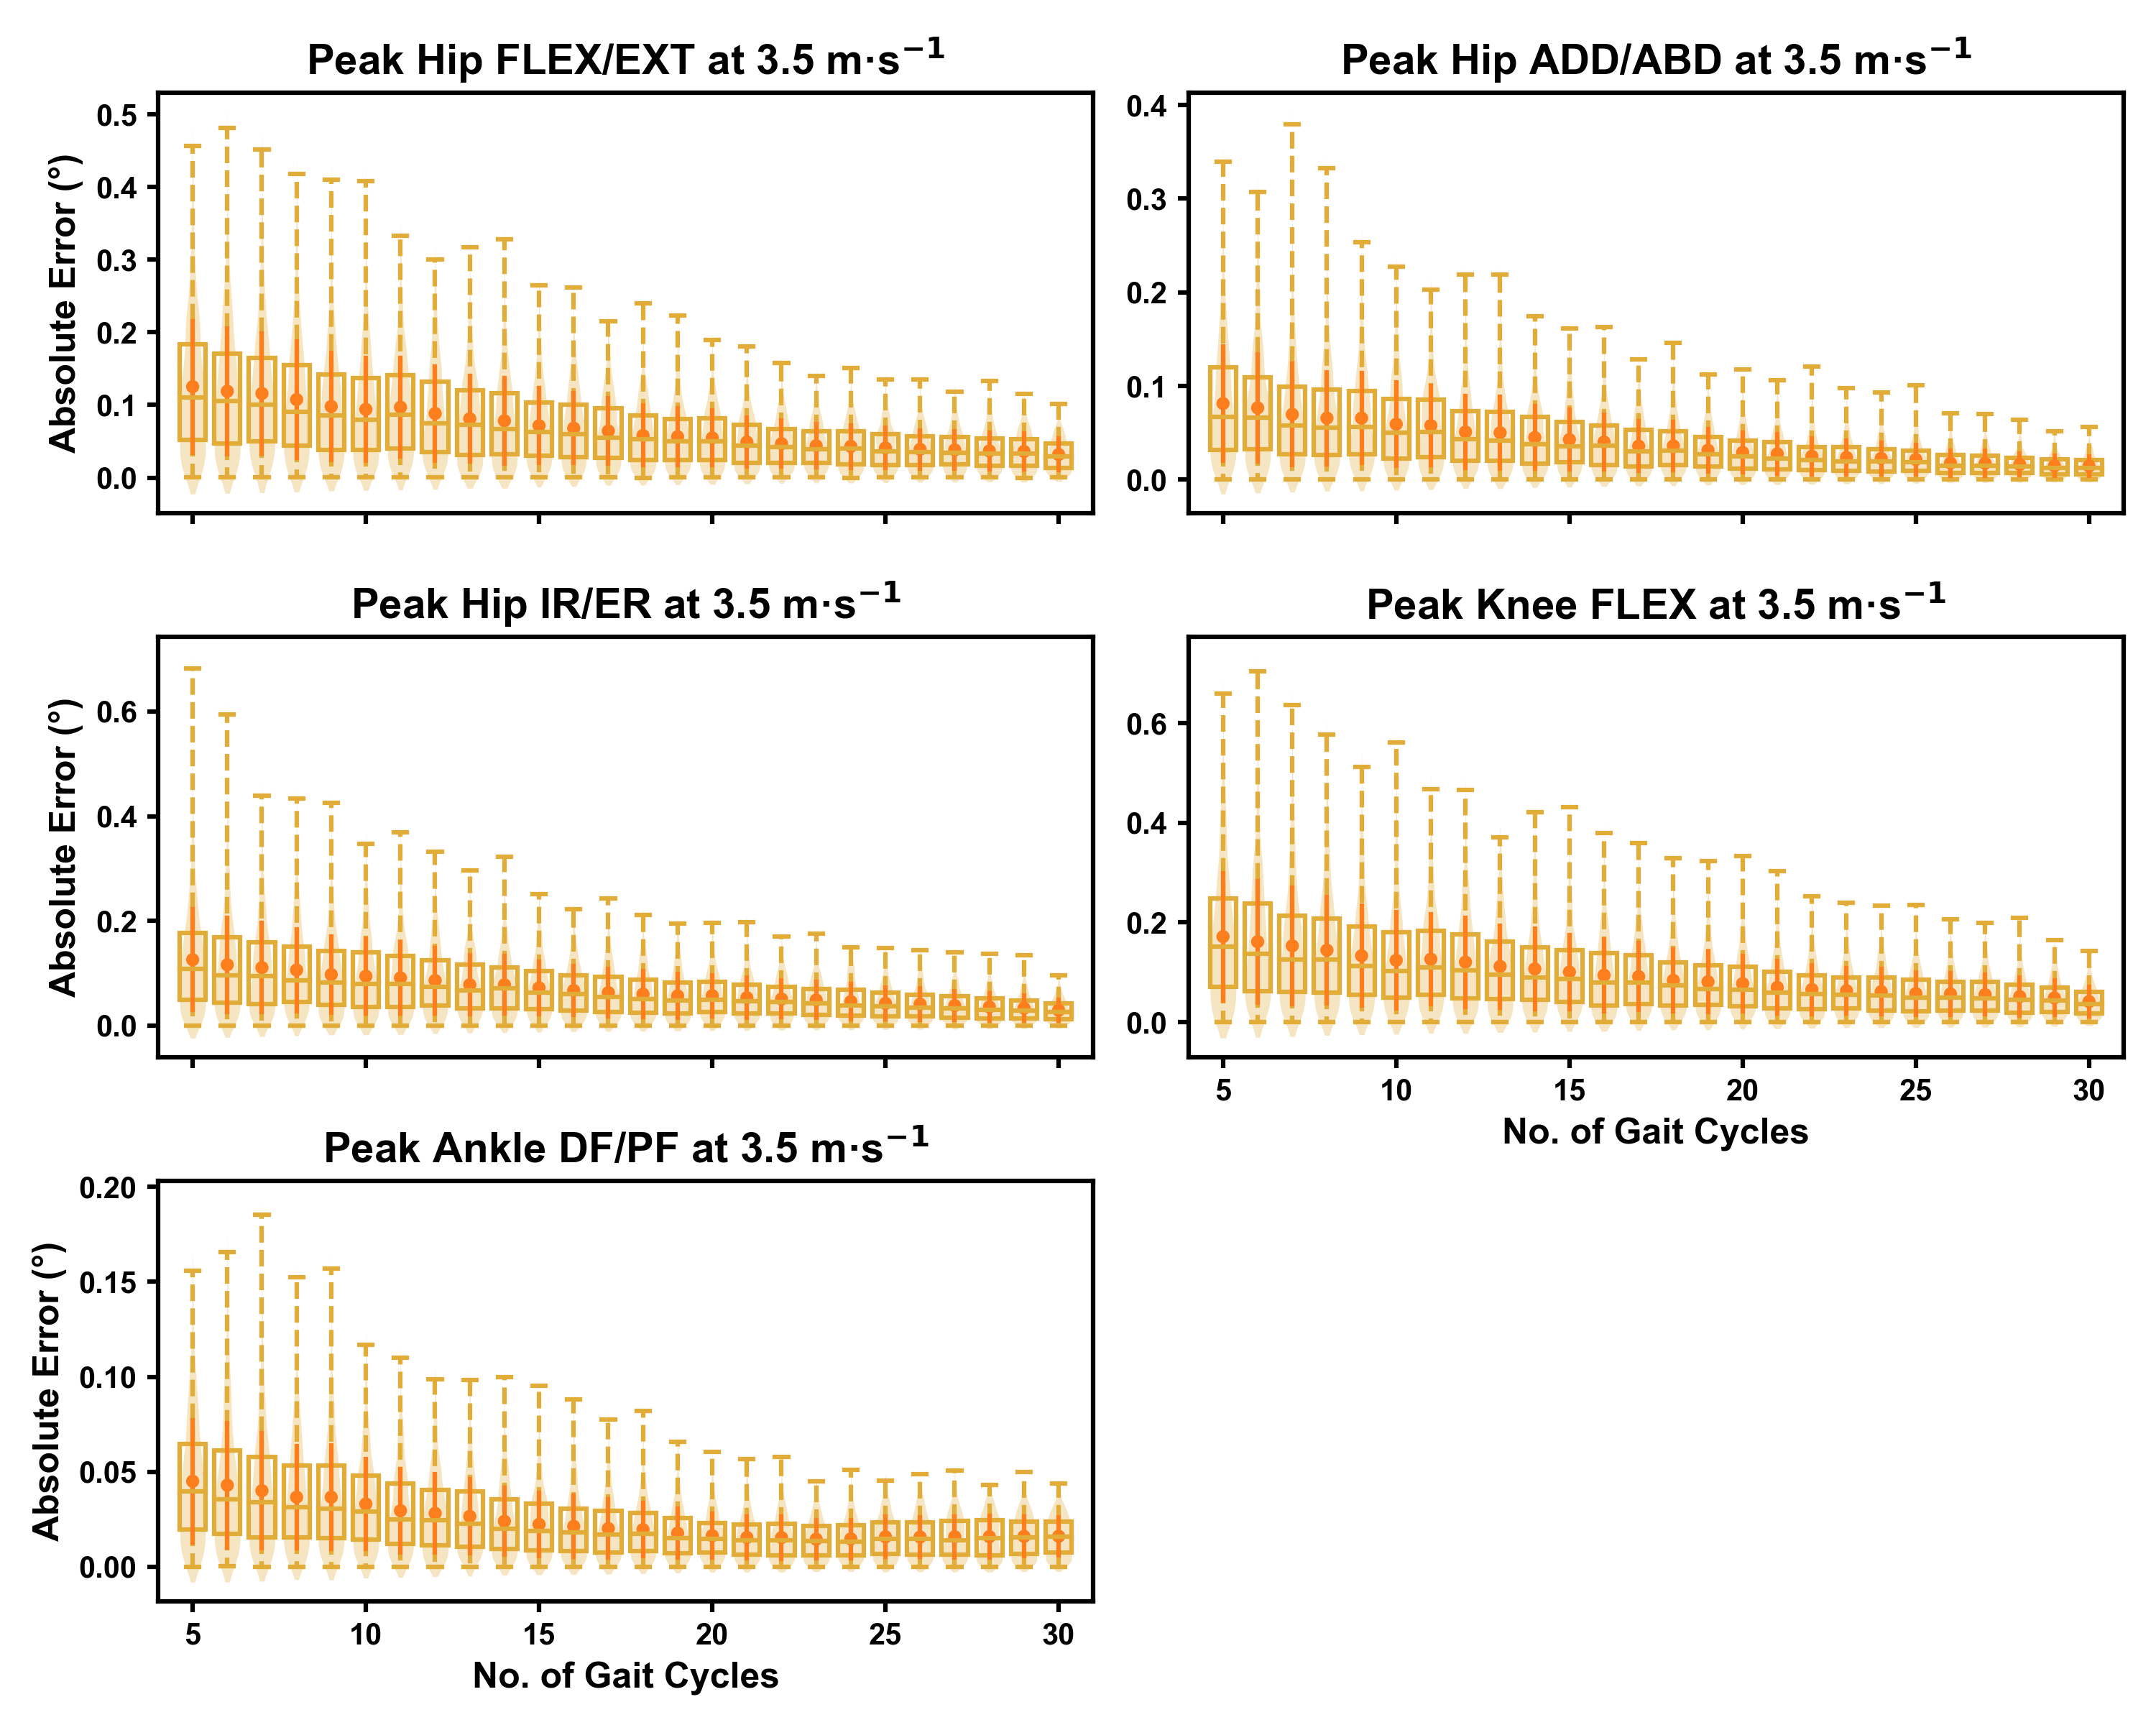 Peak Hip FLEX/EXT at 3.5 m·s⁻¹
Absolute Error (°)
0.5
0.4
0.3
0.2
0.1
0.0
Peak Hip ADD/ABD at 3.5 m·s⁻¹
0.4
0.3
0.2
0.1
0.0
Peak Hip IR/ER at 3.5 m·s⁻¹
Absolute Error (°)
0.6
0.4
0.2
0.0
Peak Knee FLEX at 3.5 m·s⁻¹
0.6
0.4
0.2
0.0
5 10 15 20 25 30
No. of Gait Cycles
Peak Ankle DF/PF at 3.5 m·s⁻¹
Absolute Error (°)
0.20
0.15
0.10
0.05
0.00
5 10 15 20 25 30
No. of Gait Cycles